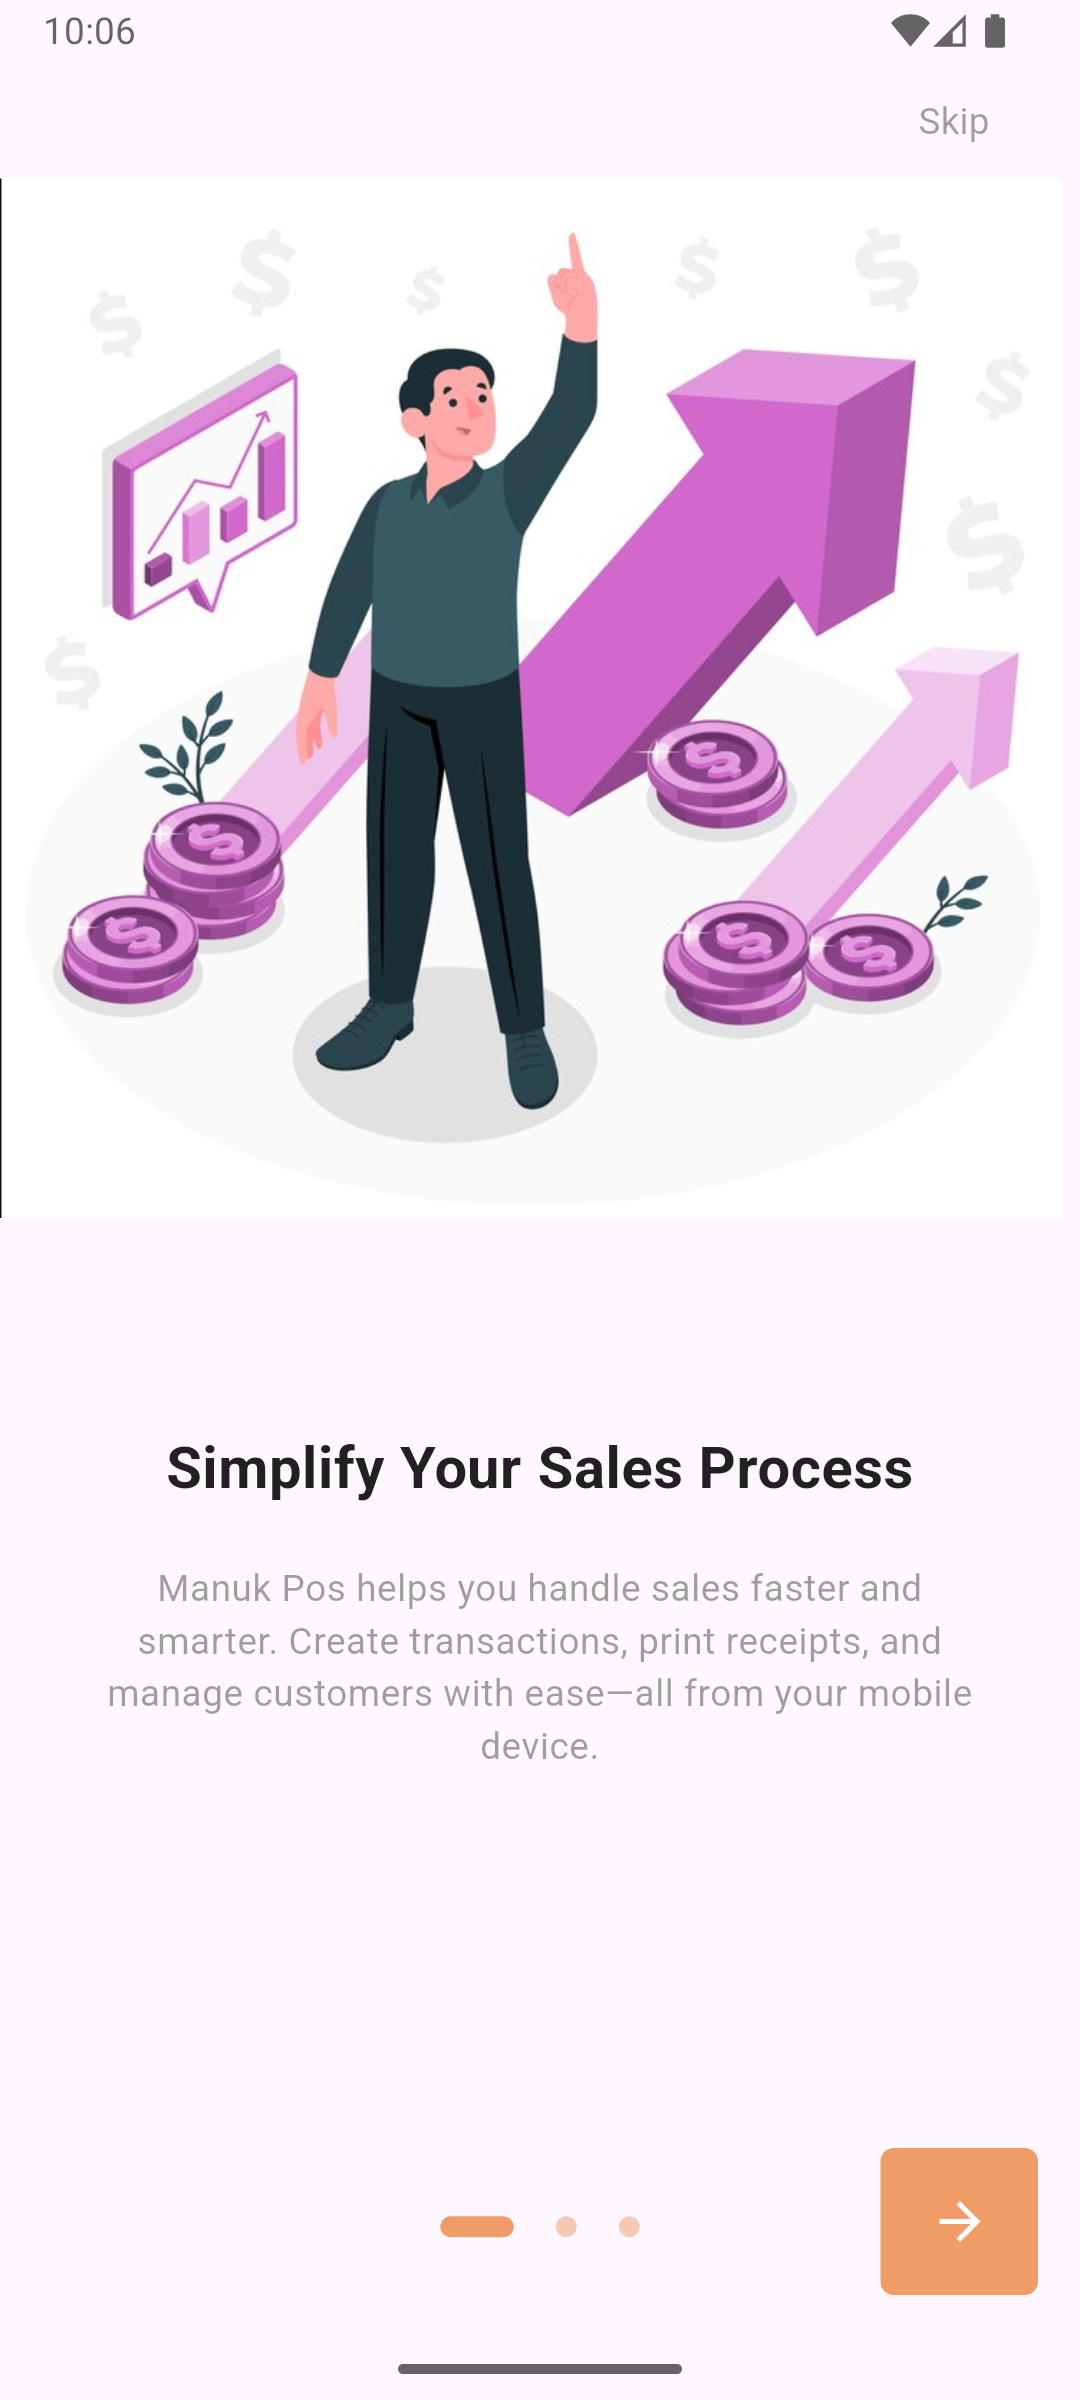 10:06
Skip
Simplify Your Sales Process
Manuk Pos helps you handle sales faster and
smarter. Create transactions, print receipts, and
manage customers with ease—all from your mobile
device.